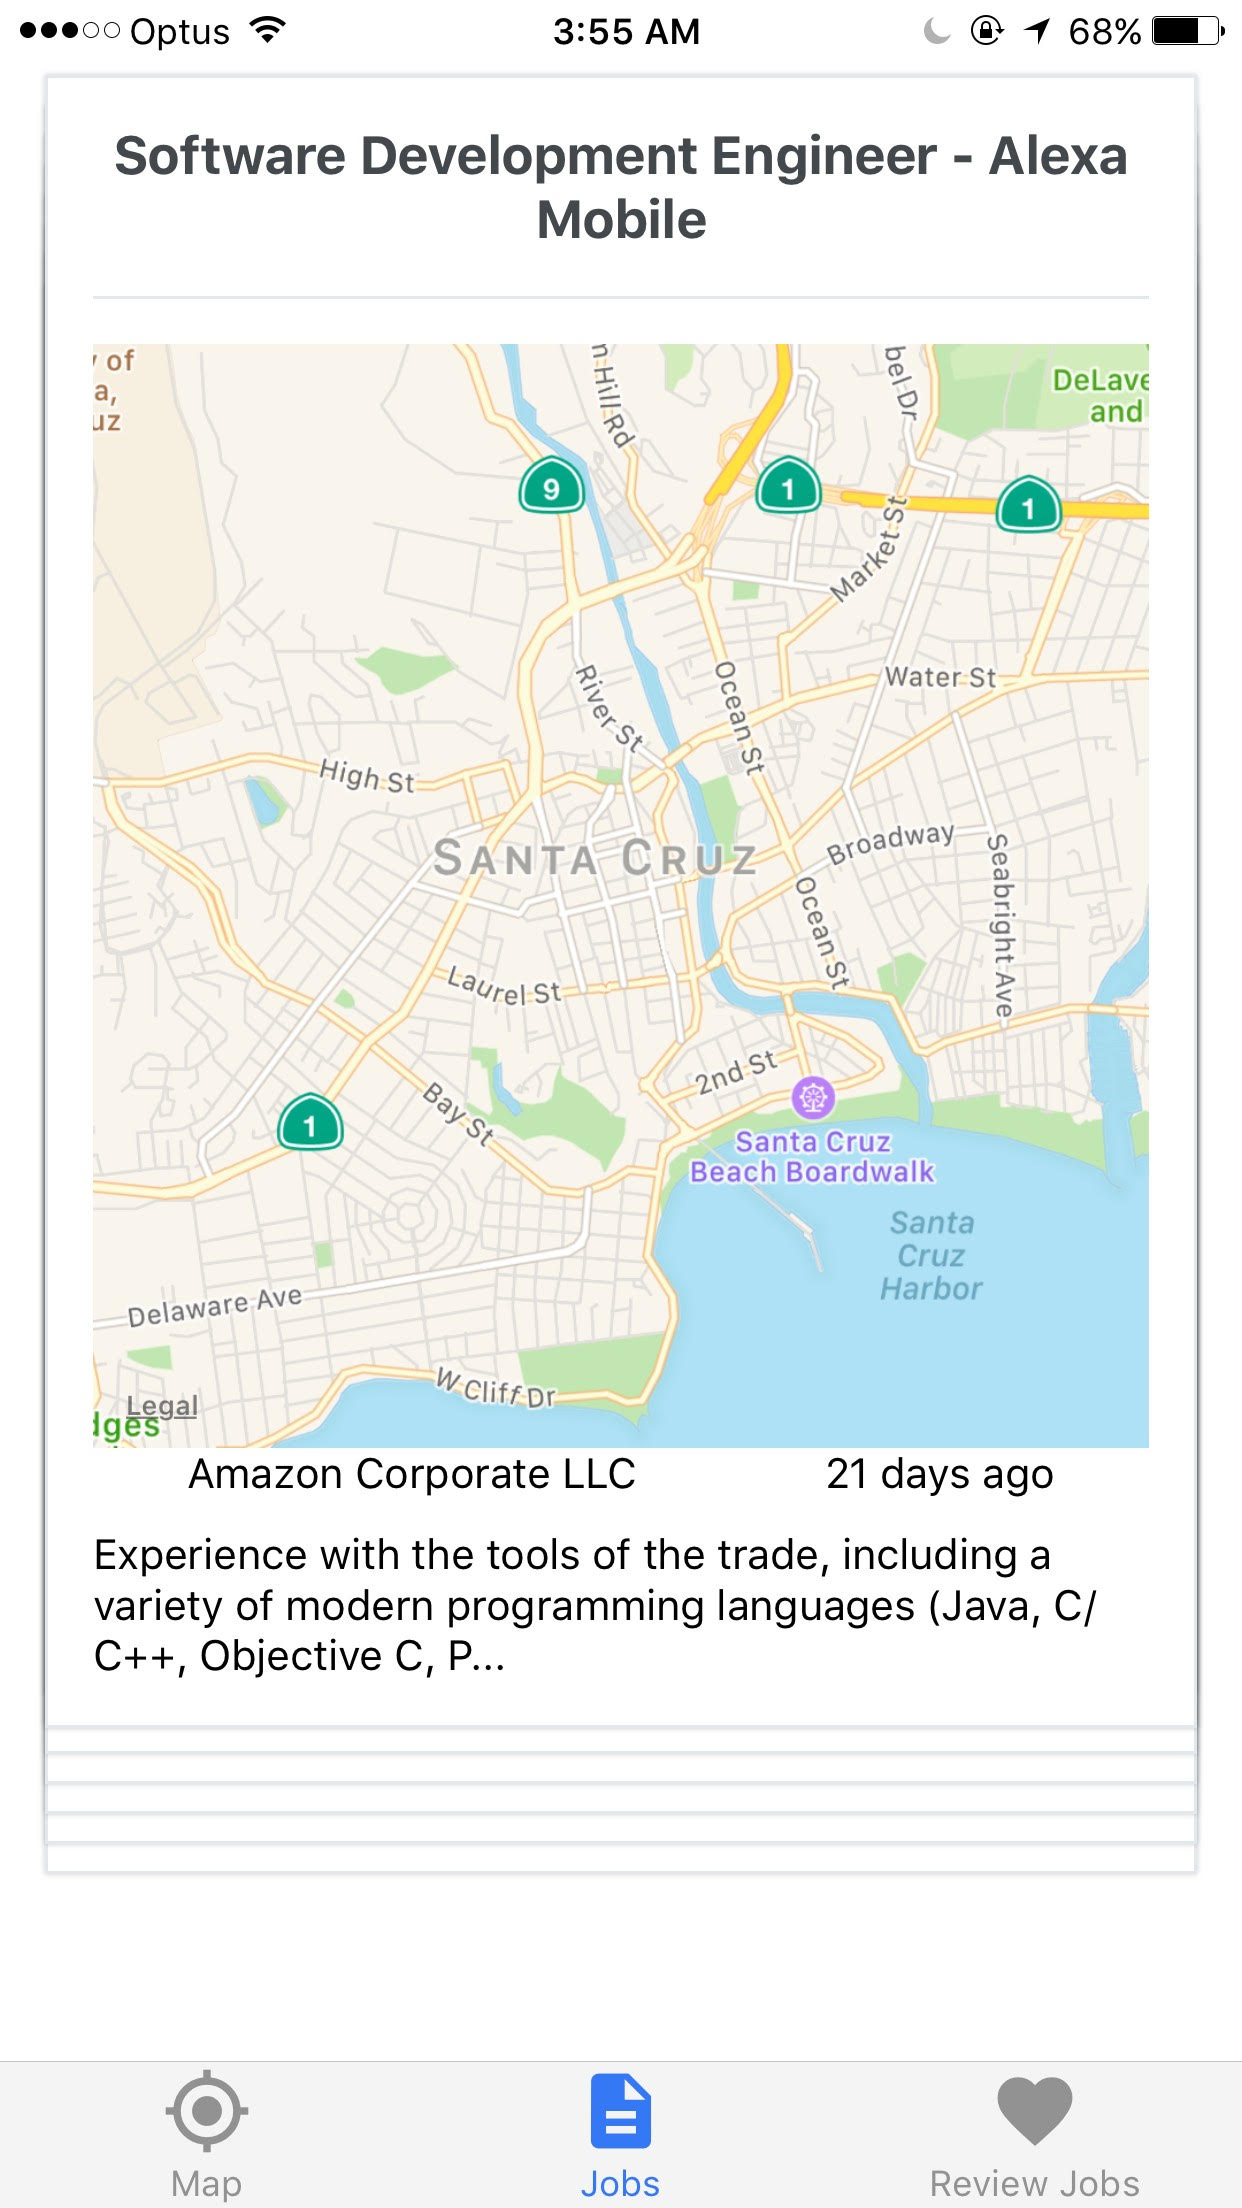 Optus
3:55 AM
68%
Software Development Engineer - Alexa
Mobile
of
a,
uz
n Hill Rd
bel Dr
DeLave
and
9
1
1
Market St
Water St
River St
Ocean St
High St
SANTA CRUZ
Broadway
Seabright Ave
Ocean St
Laurel St
2nd St
Bay St
1
Santa Cruz
Beach Boardwalk
Santa
Cruz
Harbor
Delaware Ave
W Cliff Dr
Legal
dges
Amazon Corporate LLC
21 days ago
Experience with the tools of the trade, including a
variety of modern programming languages (Java, C/
C++, Objective C, P...
Map
Jobs
Review Jobs